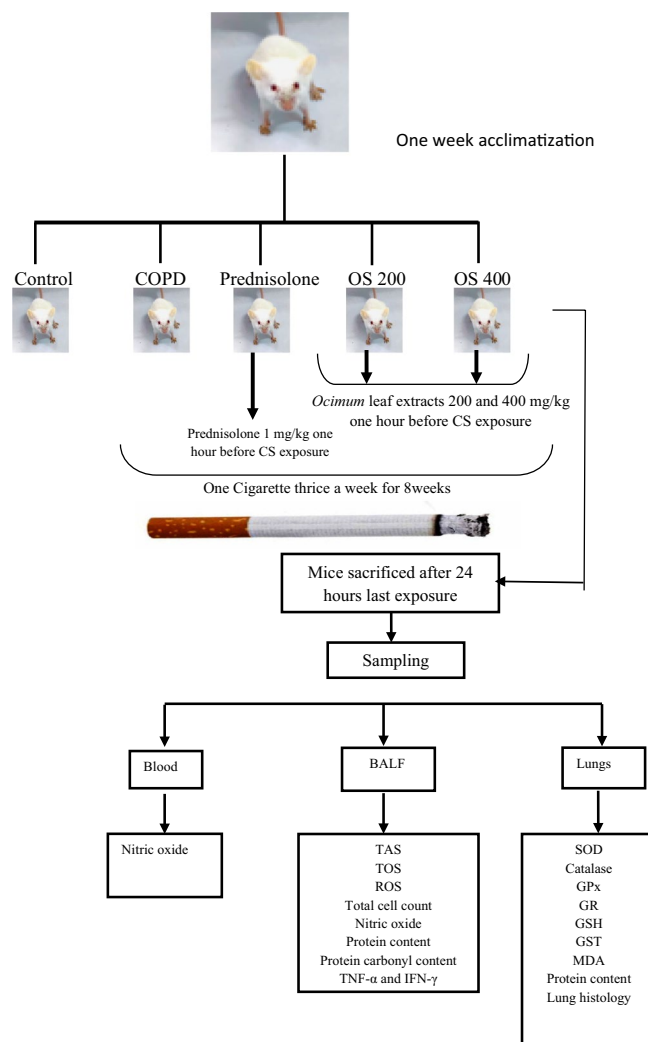 One week acclimatization
Control
COPD
Prednisolone
OS 200
OS 400
Ocimum leaf extracts 200 and 400 mg/kg
one hour before CS exposure
Prednisolone 1 mg/kg one
hour before CS exposure
One Cigarette thrice a week for 8weeks
Mice sacrificed after 24
hours last exposure
Sampling
Blood
BALF
Lungs
Nitric oxide
TAS
TOS
ROS
Total cell count
Nitric oxide
Protein content
Protein carbonyl content
TNF-α and IFN-γ
SOD
Catalase
GPx
GR
GSH
GST
MDA
Protein content
Lung histology